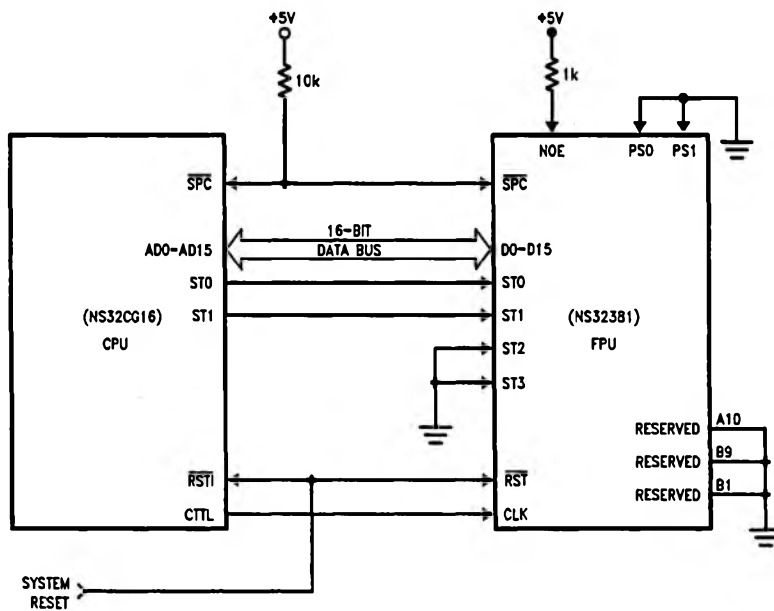 +5V
+5V
10k
1k
NOE
PS0
PS1
SPC
SPC
16-BIT
DATA BUS
AD0-AD15
D0-D15
ST0
ST0
ST1
ST1
(NS32CG16)
CPU
(NS32381)
FPU
ST2
ST3
RESERVED
A10
RESERVED
B9
RESERVED
B1
RSTI
RST
CTTL
CLK
SYSTEM
RESET